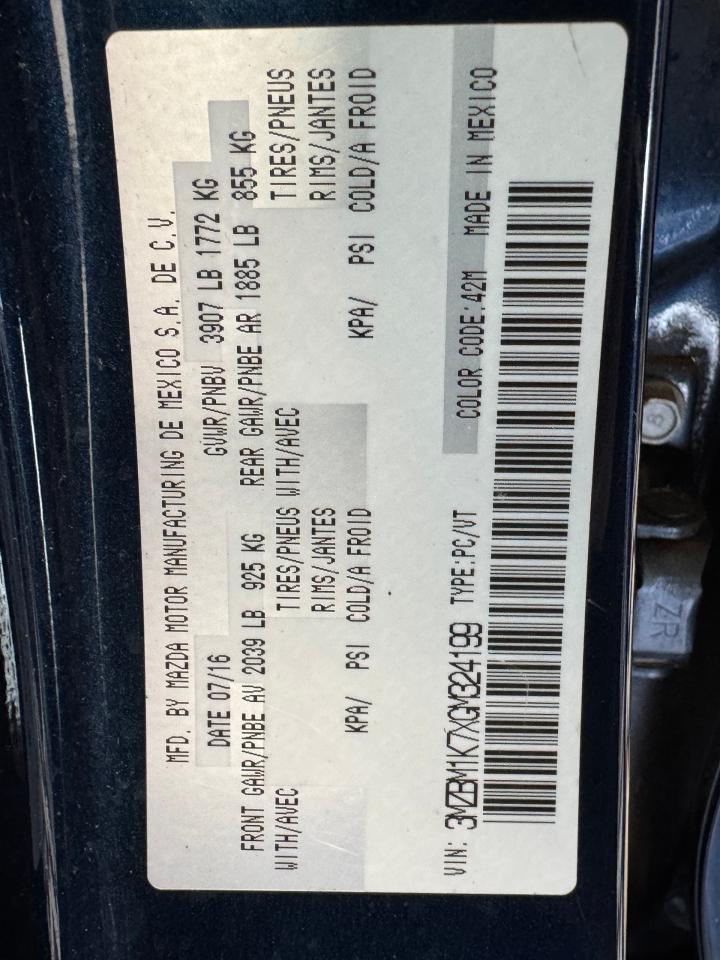 MFD. BY MAZDA MOTOR MANUFACTURING DE MEXICO S.A. DE C.V.
DATE 07/16 GVWR/PNBV 3907 LB 1772 KG
FRONT GAWR/PNBE AV 2039 LB 925 KG REAR GAWR/PNBE AR 1885 LB 855 KG
WITH/AVEC TIRES/PNEUS WITH/AVEC TIRES/PNEUS
RIMS/JANTES RIMS/JANTES
KPA/ PSI COLD/A FROID KPA/ PSI COLD/A FROID
VIN: 3MZBM1K7XGM324199 TYPE:PC/VT COLOR CODE:42M MADE IN MEXICO
8
ZR